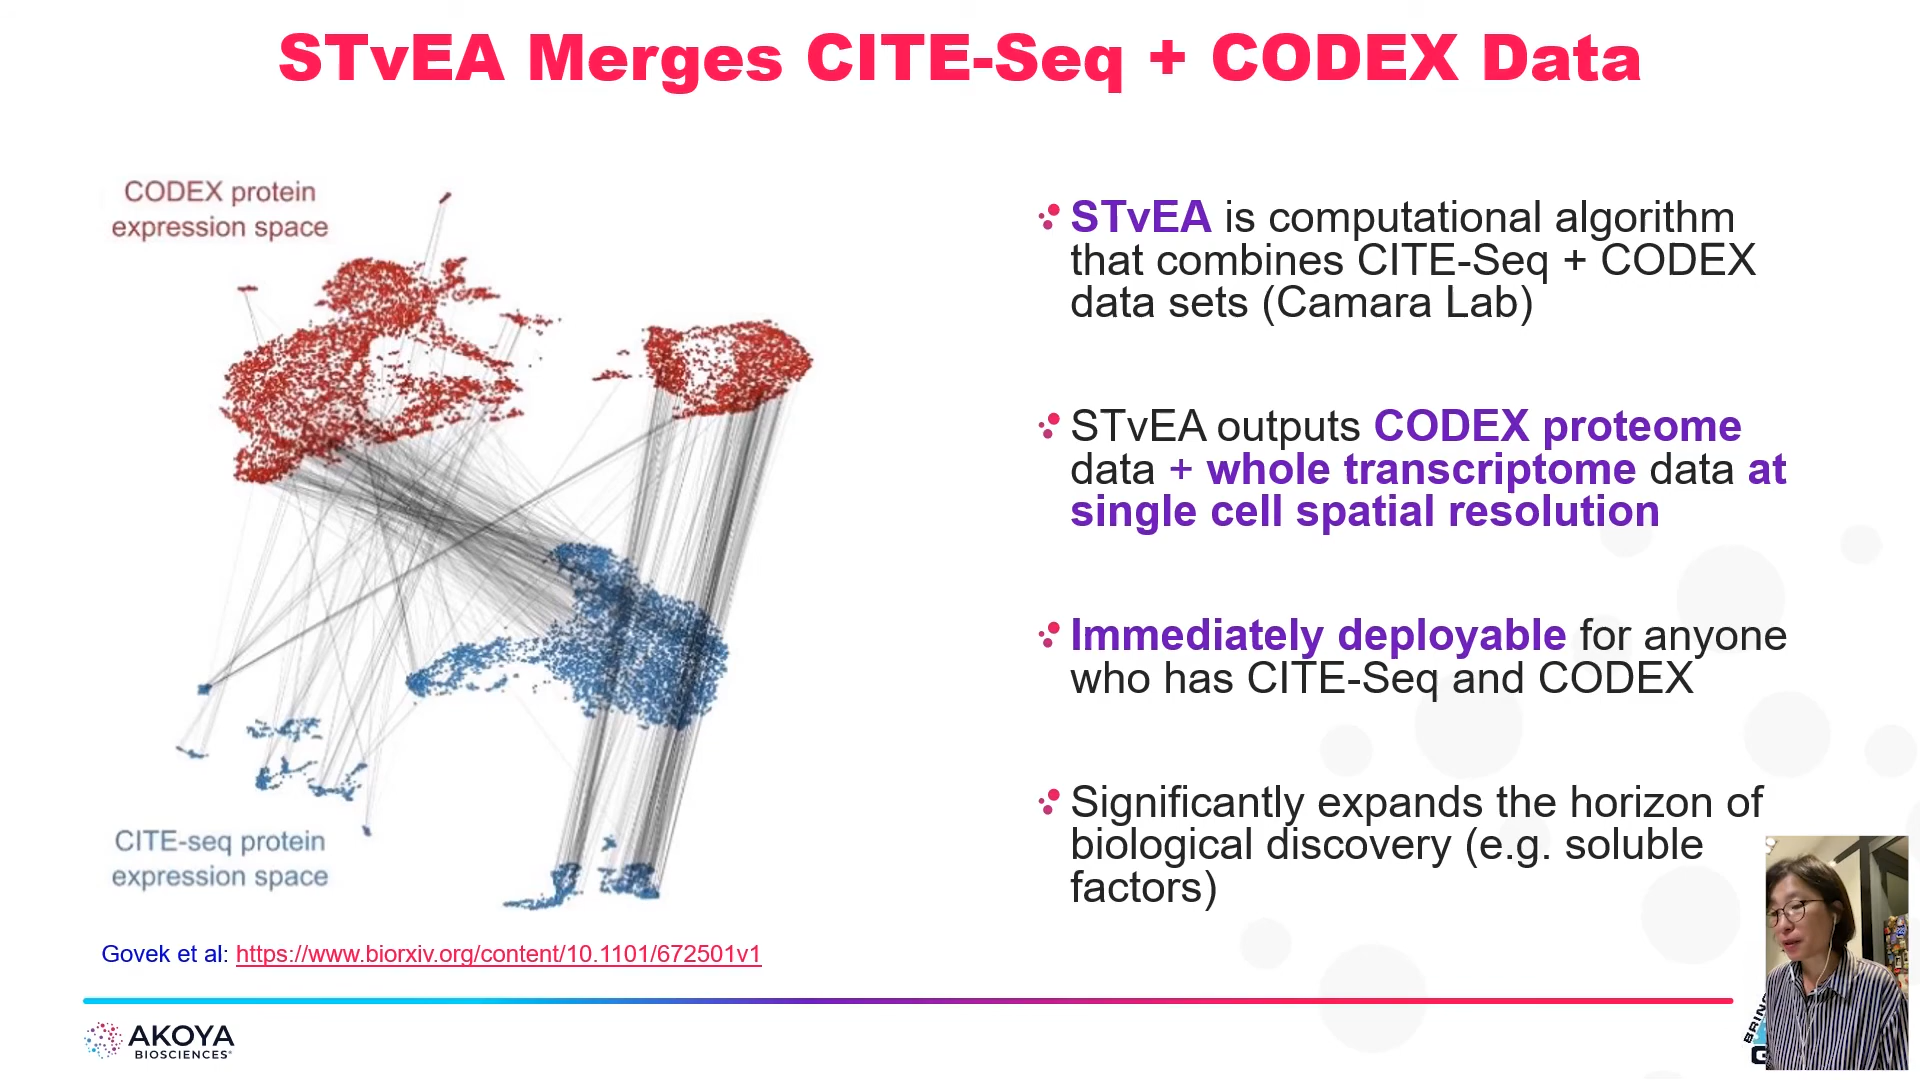 STvEA Merges CITE-Seq + CODEX Data
CODEX protein
expression space
CITE-seq protein
expression space
Govek et al: https://www.biorxiv.org/content/10.1101/672501v1
STvEA is computational algorithm
that combines CITE-Seq + CODEX
data sets (Camara Lab)
STvEA outputs CODEX proteome
data + whole transcriptome data at
single cell spatial resolution
Immediately deployable for anyone
who has CITE-Seq and CODEX
Significantly expands the horizon of
biological discovery (e.g. soluble
factors)
AKOYA
BIOSCIENCES